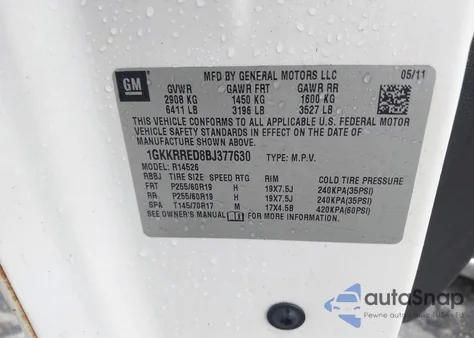 GM
MFD BY GENERAL MOTORS LLC
05/11
GVWR GAWR FRT GAWR RR
2908 KG 1450 KG 1600 KG
6411 LB 3196 LB 3527 LB
THIS VEHICLE CONFORMS TO ALL APPLICABLE U.S. FEDERAL MOTOR
VEHICLE SAFETY STANDARDS IN EFFECT ON THE DATE OF
MANUFACTURE SHOWN ABOVE.
1GKKRRED8BJ377630 TYPE: M.P.V.
R14526
RBBJ TIRE SIZE SPEED RTG RIM COLD TIRE PRESSURE
FRT P255/60R19 H 19X7.5J 240KPA(35PSI)
RR P255/60R19 H 19X7.5J 240KPA(35PSI)
SPA T145/70R17 M 17X4.5B 420KPA(60PSI)
SEE OWNER'S MANUAL FOR MORE INFORMATION.
autoSnap
Pewne auto z USA i EU